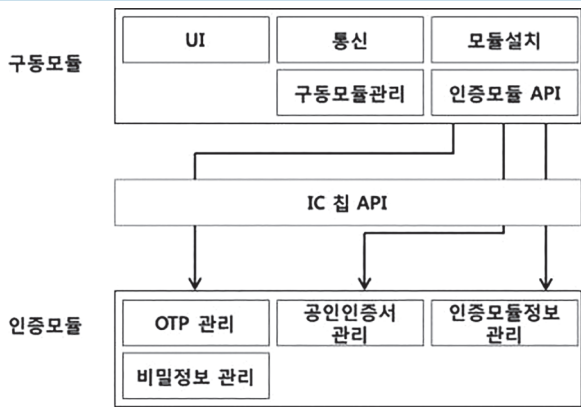 구동모듈
UI
통신
모듈설치
구동모듈관리
인증모듈 API
IC 칩 API
인증모듈
OTP 관리
공인인증서
관리
인증모듈정보
관리
비밀정보 관리